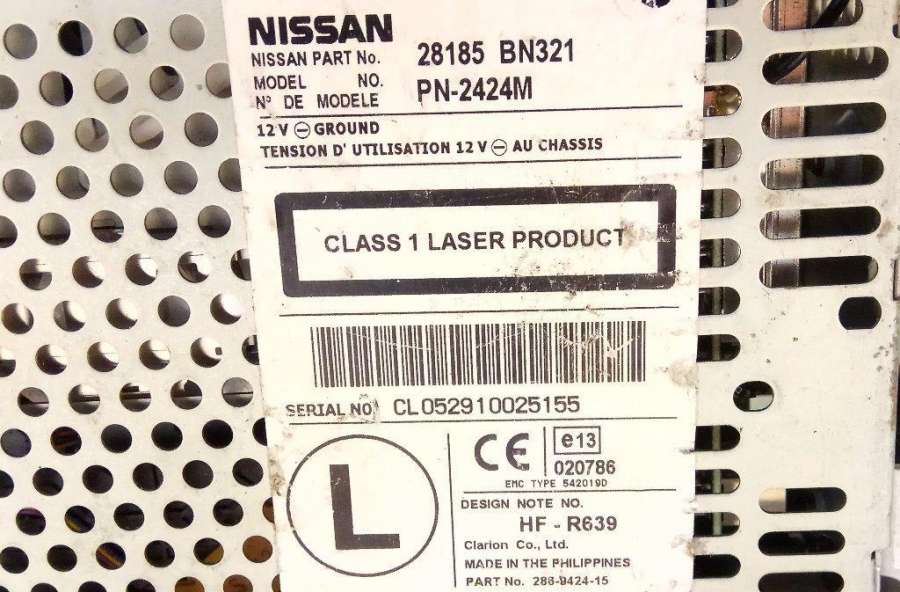 NISSAN
NISSAN PART No. 28185 BN321
MODEL NO.
N° DE MODELE PN-2424M
12V ⊖ GROUND
TENSION D' UTILISATION 12 V ⊖ AU CHASSIS
CLASS 1 LASER PRODUCT
SERIAL NO CL052910025155
L
CE e13
020786
EMC TYPE 542019D
DESIGN NOTE NO.
HF - R639
Clarion Co., Ltd.
MADE IN THE PHILIPPINES
PART No. 286-9424-15